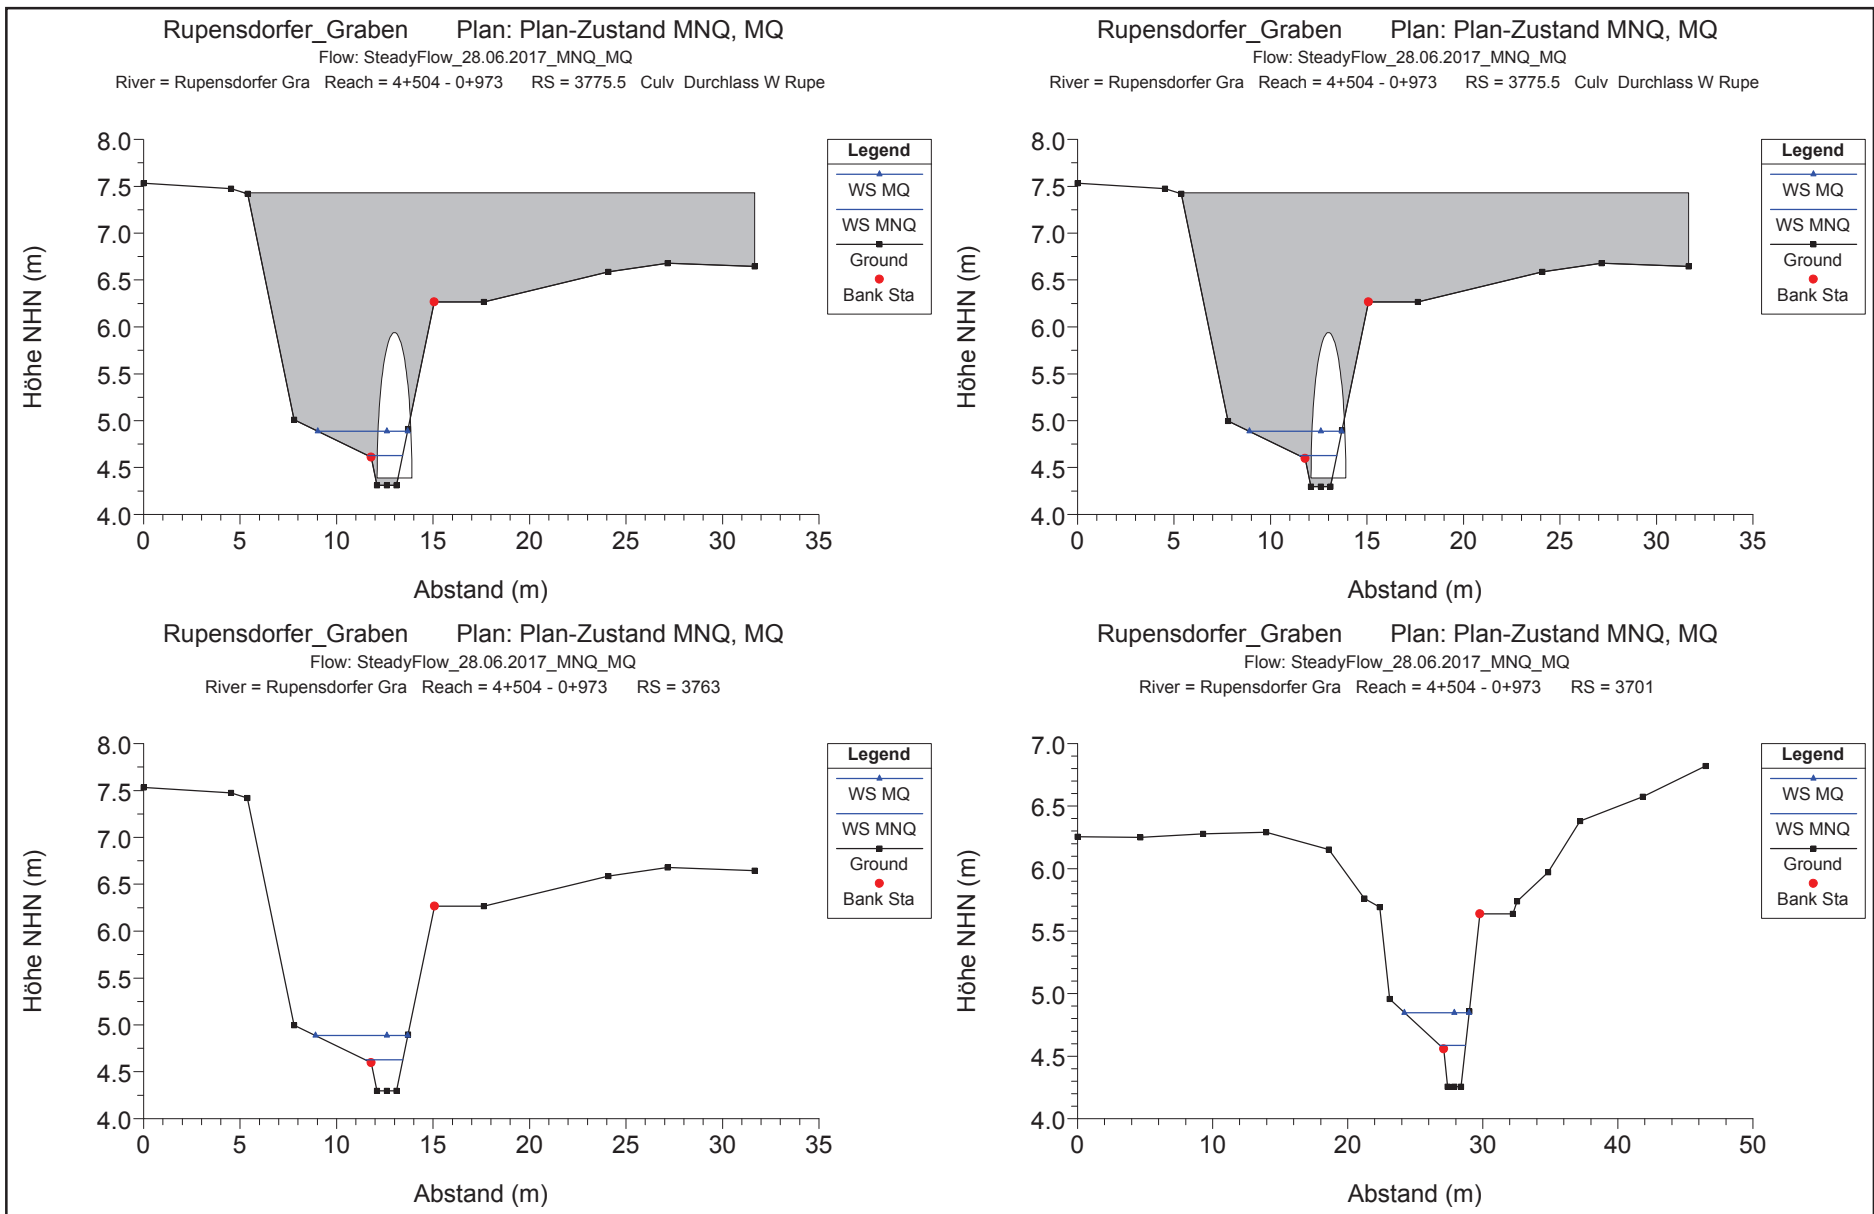 Rupensdorfer_Graben Plan: Plan-Zustand MNQ, MQ
Flow: SteadyFlow_28.06.2017_MNQ_MQ
River = Rupensdorfer Gra Reach = 4+504 - 0+973 RS = 3775.5 Culv Durchlass W Rupe
8.0
7.5
7.0
6.5
6.0
5.5
5.0
4.5
4.0
0 5 10 15 20 25 30 35
Höhe NHN (m)
Abstand (m)
Legend
WS MQ
WS MNQ
Ground
Bank Sta
Rupensdorfer_Graben Plan: Plan-Zustand MNQ, MQ
Flow: SteadyFlow_28.06.2017_MNQ_MQ
River = Rupensdorfer Gra Reach = 4+504 - 0+973 RS = 3775.5 Culv Durchlass W Rupe
8.0
7.5
7.0
6.5
6.0
5.5
5.0
4.5
4.0
0 5 10 15 20 25 30 35
Höhe NHN (m)
Abstand (m)
Legend
WS MQ
WS MNQ
Ground
Bank Sta
Rupensdorfer_Graben Plan: Plan-Zustand MNQ, MQ
Flow: SteadyFlow_28.06.2017_MNQ_MQ
River = Rupensdorfer Gra Reach = 4+504 - 0+973 RS = 3763
8.0
7.5
7.0
6.5
6.0
5.5
5.0
4.5
4.0
0 5 10 15 20 25 30 35
Höhe NHN (m)
Abstand (m)
Legend
WS MQ
WS MNQ
Ground
Bank Sta
Rupensdorfer_Graben Plan: Plan-Zustand MNQ, MQ
Flow: SteadyFlow_28.06.2017_MNQ_MQ
River = Rupensdorfer Gra Reach = 4+504 - 0+973 RS = 3701
7.0
6.5
6.0
5.5
5.0
4.5
4.0
0 10 20 30 40 50
Höhe NHN (m)
Abstand (m)
Legend
WS MQ
WS MNQ
Ground
Bank Sta